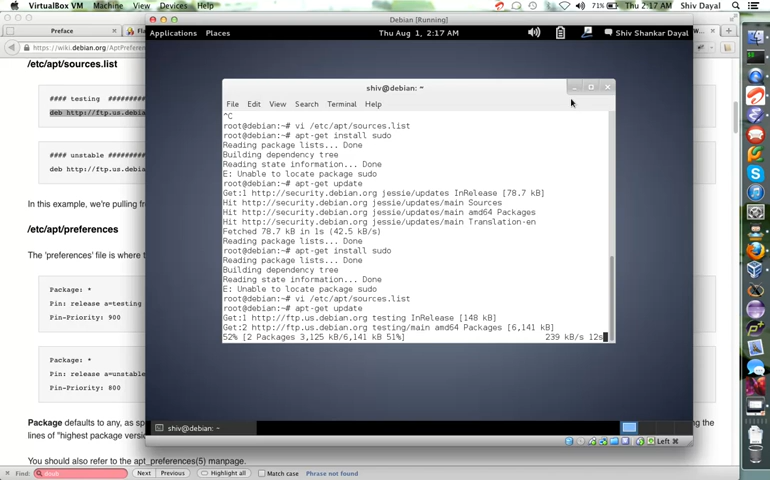 VirtualBox VM Machine View Devices Help
71% Thu 2:17 AM Shiv Dayal
Debian [Running]
Preface
https://wiki.debian.org/AptPreferen
Applications Places Thu Aug 1, 2:17 AM Shiv Shankar Dayal
/etc/apt/sources.list
#### testing #########
deb http://ftp.us.debia
#### unstable ########
deb http://ftp.us.debia
In this example, we're pulling fr
/etc/apt/preferences
The 'preferences' file is where t
Package: *
Pin: release a=testing
Pin-Priority: 900
Package: *
Pin: release a=unstable
Pin-Priority: 800
Package defaults to any, as sp
lines of "highest package versi
You should also refer to the apt_preferences(5) manpage.
shiv@debian: ~
File Edit View Search Terminal Help
^C
root@debian:~# vi /etc/apt/sources.list
root@debian:~# apt-get install sudo
Reading package lists... Done
Building dependency tree
Reading state information... Done
E: Unable to locate package sudo
root@debian:~# apt-get update
Get:1 http://security.debian.org jessie/updates InRelease [78.7 kB]
Hit http://security.debian.org jessie/updates/main Sources
Hit http://security.debian.org jessie/updates/main amd64 Packages
Hit http://security.debian.org jessie/updates/main Translation-en
Fetched 78.7 kB in 1s (42.5 kB/s)
Reading package lists... Done
root@debian:~# apt-get install sudo
Reading package lists... Done
Building dependency tree
Reading state information... Done
E: Unable to locate package sudo
root@debian:~# vi /etc/apt/sources.list
root@debian:~# apt-get update
Get:1 http://ftp.us.debian.org testing InRelease [148 kB]
Get:2 http://ftp.us.debian.org testing/main amd64 Packages [6,141 kB]
52% [2 Packages 3,125 kB/6,141 kB 51%] 239 kB/s 12s
shiv@debian: ~
Left ⌘
ng the
Find: doub Next Previous Highlight all Match case Phrase not found